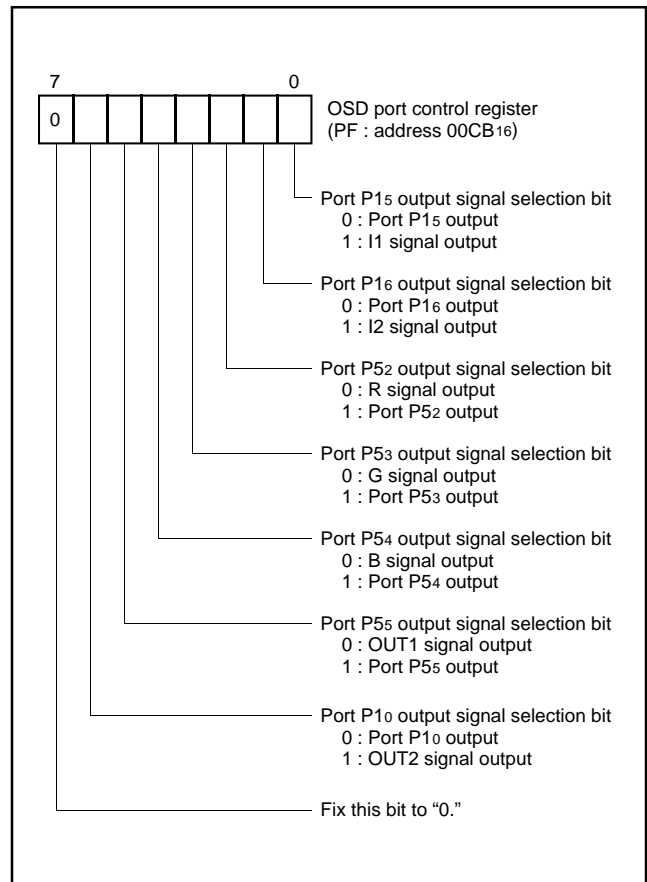 7 0
0
OSD port control register
(PF : address 00CB16)
Port P15 output signal selection bit
0 : Port P15 output
1 : I1 signal output
Port P16 output signal selection bit
0 : Port P16 output
1 : I2 signal output
Port P52 output signal selection bit
0 : R signal output
1 : Port P52 output
Port P53 output signal selection bit
0 : G signal output
1 : Port P53 output
Port P54 output signal selection bit
0 : B signal output
1 : Port P54 output
Port P55 output signal selection bit
0 : OUT1 signal output
1 : Port P55 output
Port P10 output signal selection bit
0 : Port P10 output
1 : OUT2 signal output
Fix this bit to “0.”